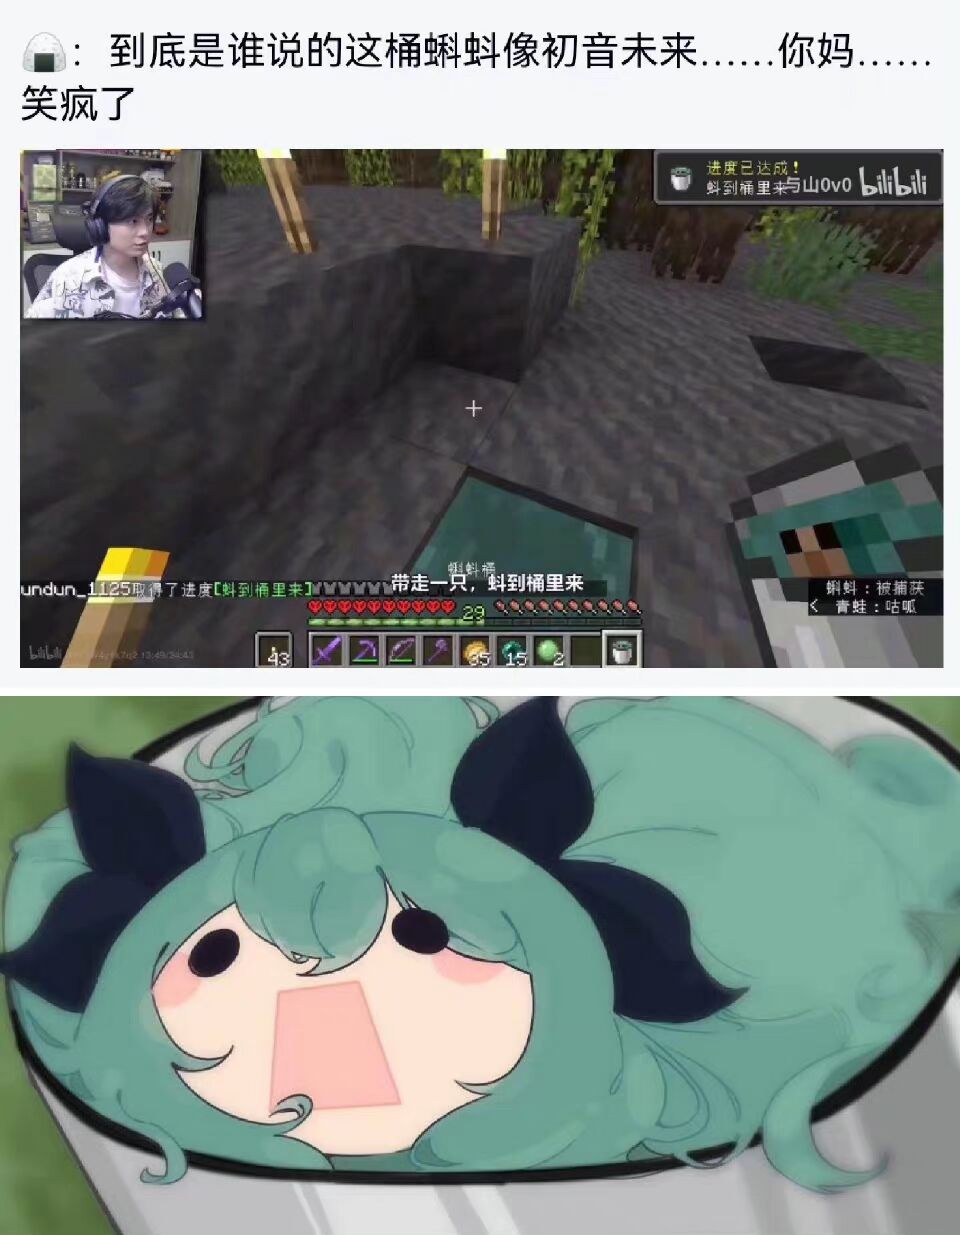 🍙：到底是谁说的这桶蝌蚪像初音未来……你妈……
笑疯了
进度已达成！
蚪到桶里来
与山0v0 bilibili
蝌蚪桶
undun_1125取得了进度[蚪到桶里来]
带走一只，蚪到桶里来
蝌蚪：被捕获
< 青蛙：咕呱
29
43
35
15
2
bilibili